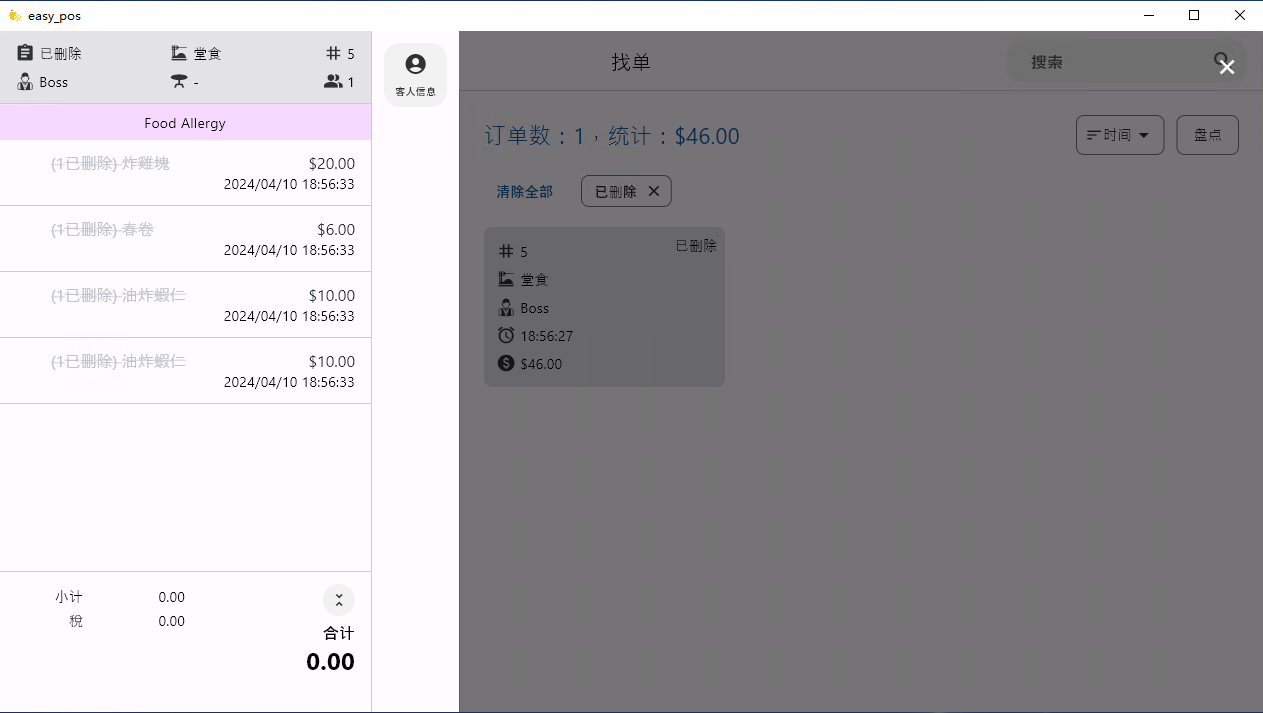 easy_pos
已删除 堂食 5
Boss - 1
Food Allergy
(1已删除) 炸雞塊 $20.00
2024/04/10 18:56:33
(1已删除) 春卷 $6.00
2024/04/10 18:56:33
(1已删除) 油炸蝦仁 $10.00
2024/04/10 18:56:33
(1已删除) 油炸蝦仁 $10.00
2024/04/10 18:56:33
小计 0.00
税 0.00
合计
0.00
客人信息
找单
搜索
订单数：1，统计：$46.00
时间
盘点
清除全部
已删除
5 已删除
堂食
Boss
18:56:27
$46.00